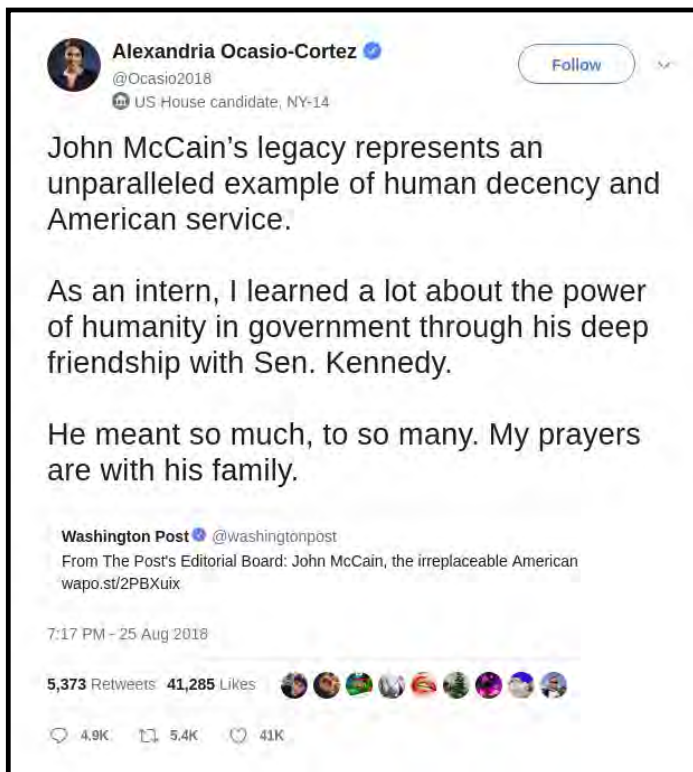 Alexandria Ocasio-Cortez
@Ocasio2018
Follow
US House candidate, NY-14
John McCain’s legacy represents an
unparalleled example of human decency and
American service.
As an intern, I learned a lot about the power
of humanity in government through his deep
friendship with Sen. Kennedy.
He meant so much, to so many. My prayers
are with his family.
Washington Post @washingtonpost
From The Post's Editorial Board: John McCain, the irreplaceable American
wapo.st/2PBXuix
7:17 PM - 25 Aug 2018
5,373 Retweets 41,285 Likes
4.9K 5.4K 41K